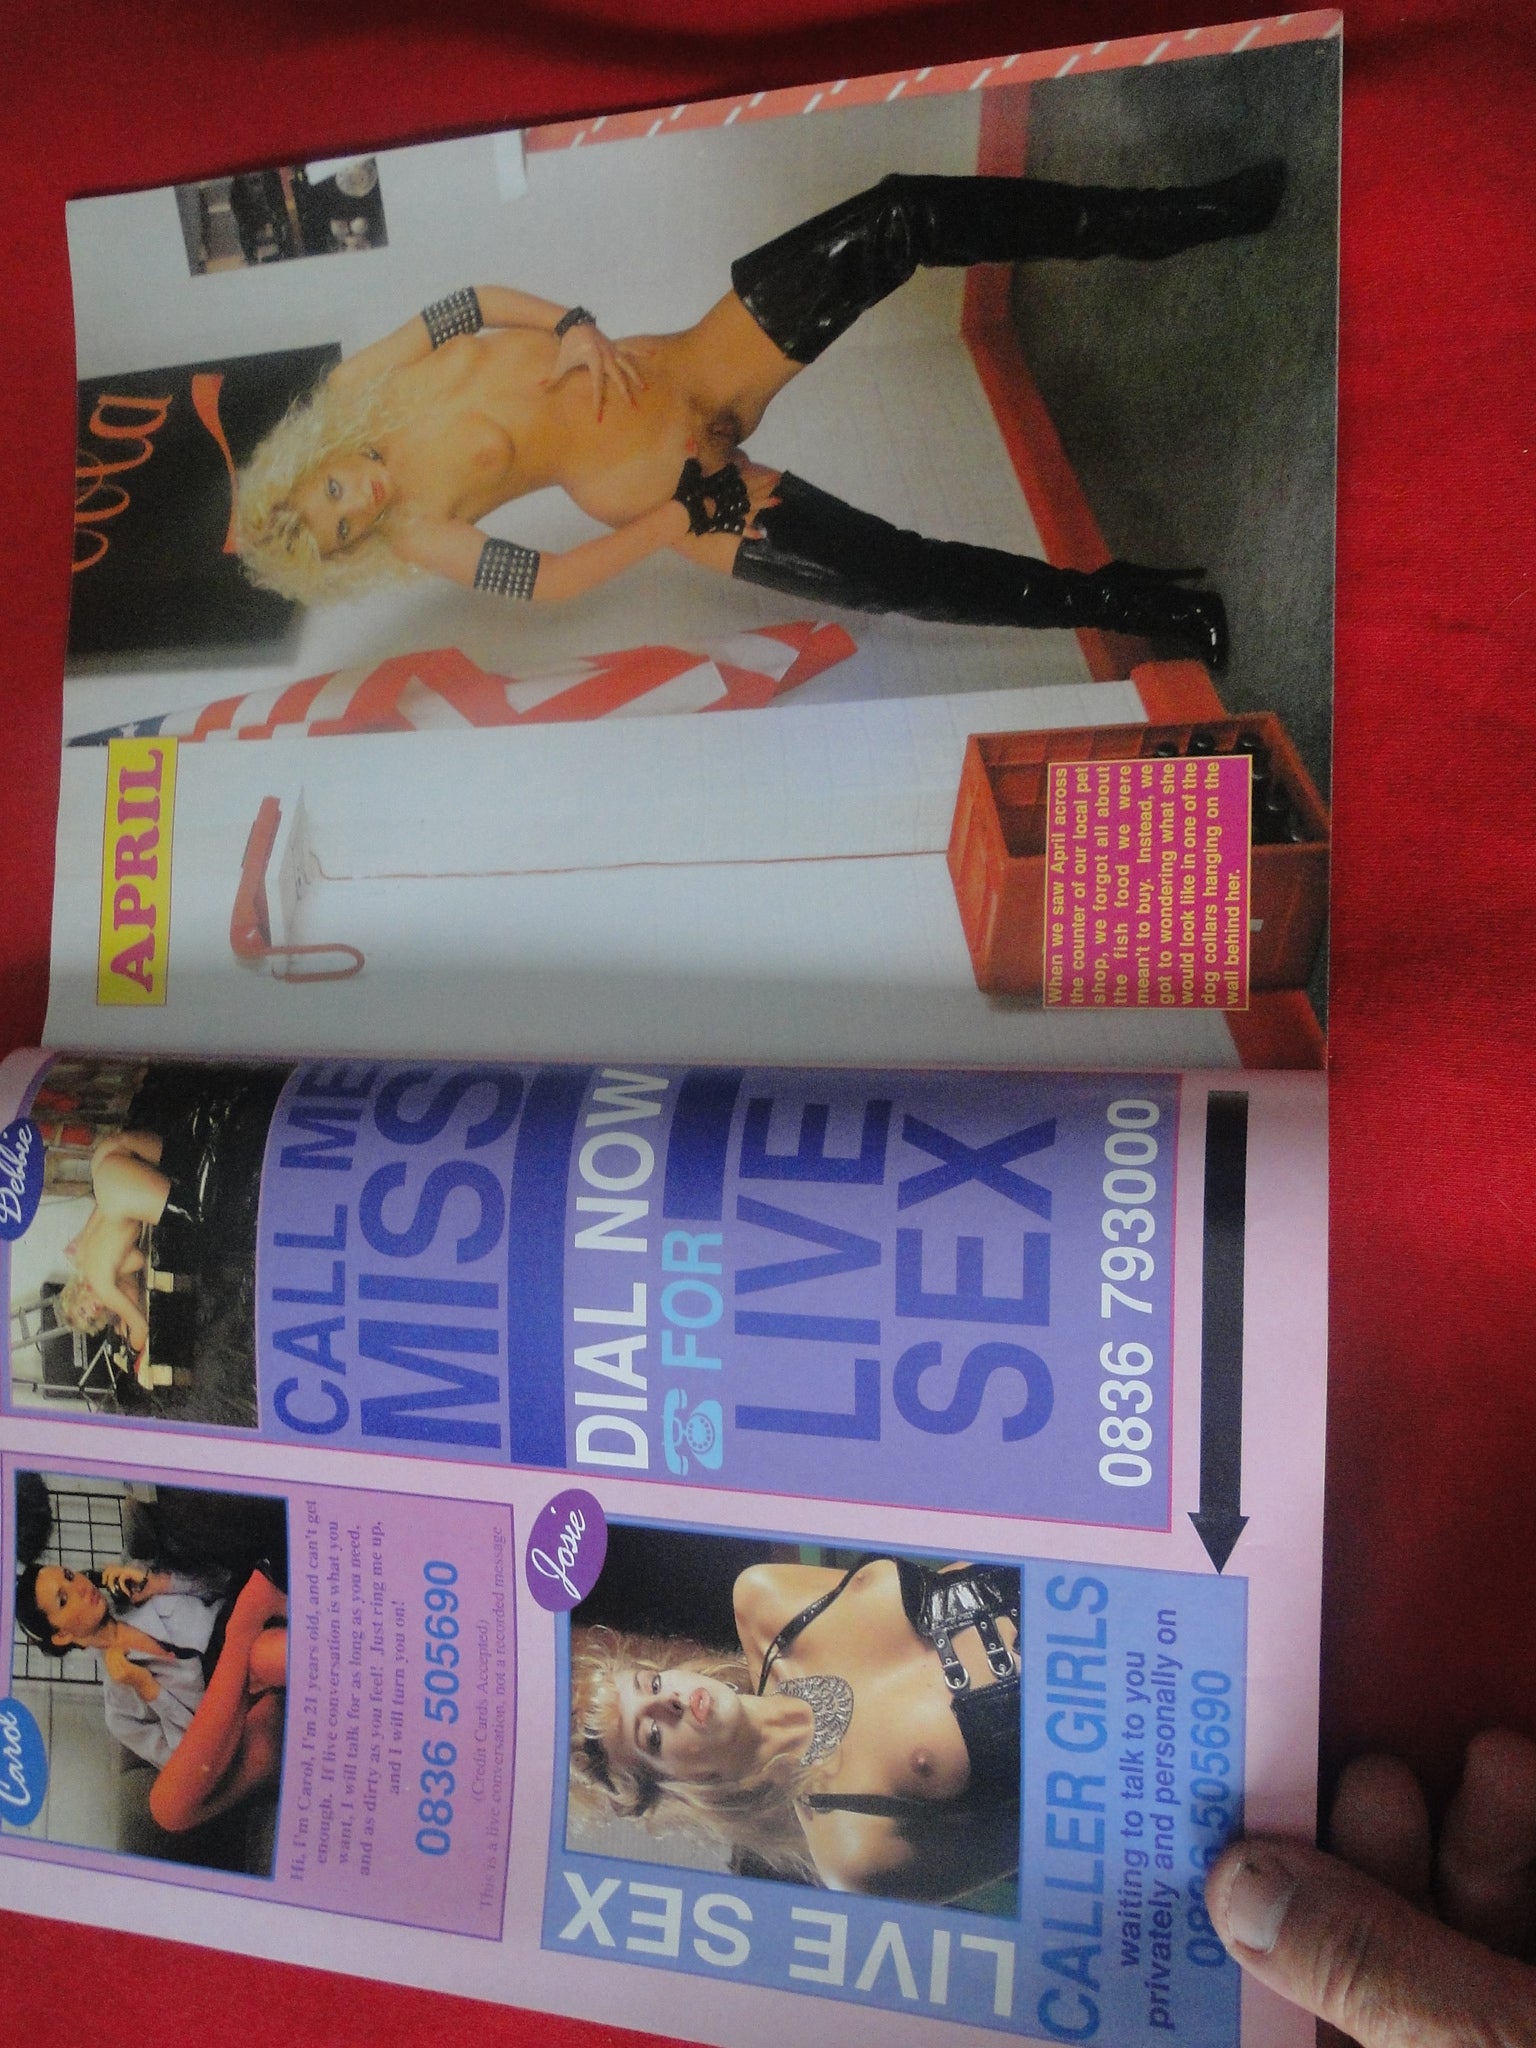 Debbie
CALL ME
MISS
DIAL NOW
FOR
LIVE
SEX
0836 793000
Carol
Hi, I'm Carol, I'm 21 years old, and can't get
enough. If live conversation is what you
want, I will talk for as long as you need,
and as dirty as you feel! Just ring me up,
and I will turn you on!
0836 505690
(Credit Cards Accepted)
This is a live conversation, not a recorded message
LIVE SEX
Josie
CALLER GIRLS
waiting to talk to you
privately and personally on
0836 505690
APRIL
When we saw April across
the counter of our local pet
shop, we forgot all about
the fish food we were
mean't to buy. Instead, we
got to wondering what she
would look like in one of the
dog collars hanging on the
wall behind her.
ola